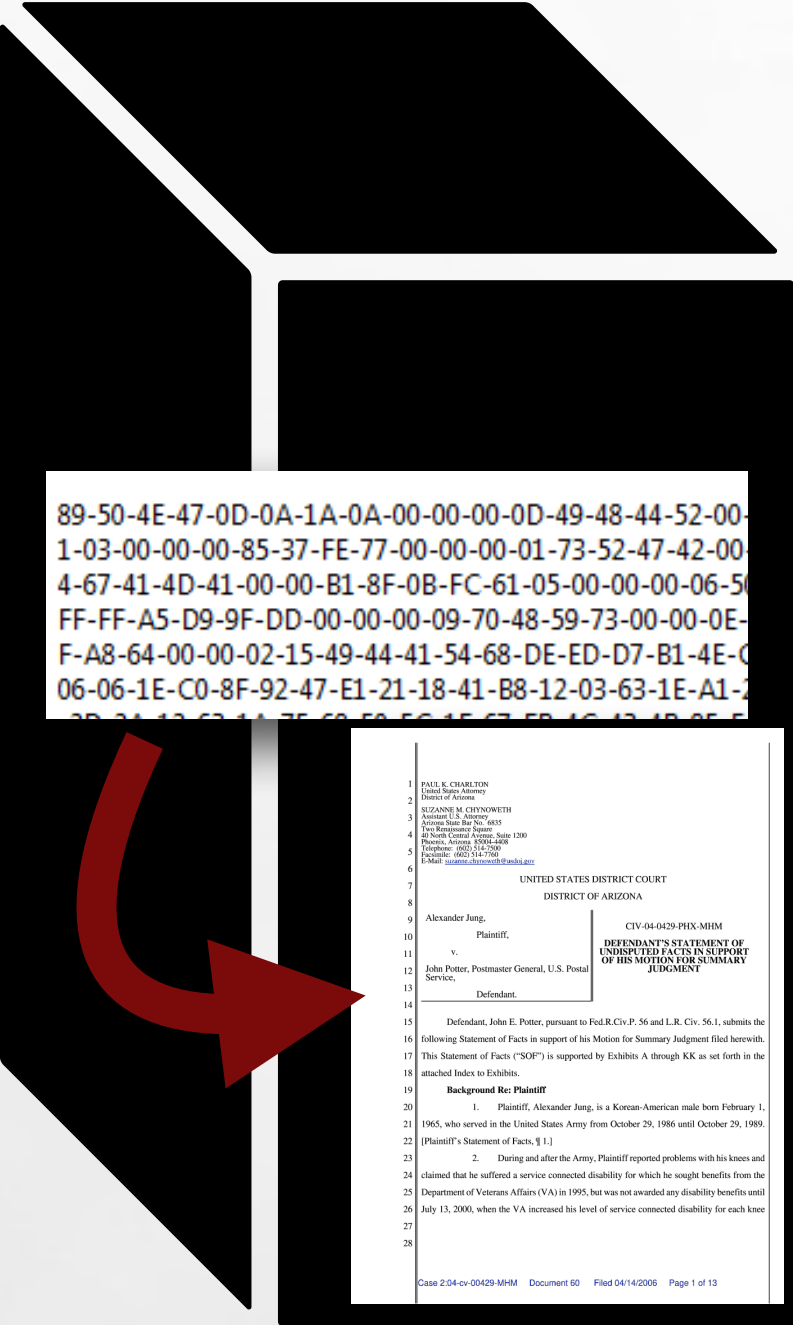 89-50-4E-47-0D-0A-1A-0A-00-00-00-0D-49-48-44-52-00-
1-03-00-00-00-85-37-FE-77-00-00-00-01-73-52-47-42-00-
4-67-41-4D-41-00-00-B1-8F-0B-FC-61-05-00-00-00-06-
FF-FF-A5-D9-9F-DD-00-00-00-09-70-48-59-73-00-00-0E-
F-A8-64-00-00-02-15-49-44-41-54-68-DE-ED-D7-B1-4E-
06-06-1E-C0-8F-92-47-E1-21-18-41-B8-12-03-63-1E-A1-
1 PAUL K. CHARLTON
United States Attorney
2 District of Arizona
SUZANNE M. CHYNOWETH
3 Assistant U.S. Attorney
Arizona State Bar No. 6835
Two Renaissance Square
4 40 North Central Avenue, Suite 1200
Phoenix, Arizona 85004-4408
5 Telephone: (602) 514-7500
Facsimile: (602) 514-7760
E-Mail: suzanne.chynoweth@usdoj.gov
6
7 UNITED STATES DISTRICT COURT
8 DISTRICT OF ARIZONA
9 Alexander Jung,
10 Plaintiff,
11 v.
12 John Potter, Postmaster General, U.S. Postal
Service,
13 Defendant.
14
CIV-04-0429-PHX-MHM
DEFENDANT'S STATEMENT OF
UNDISPUTED FACTS IN SUPPORT
OF HIS MOTION FOR SUMMARY
JUDGMENT
15 Defendant, John E. Potter, pursuant to Fed.R.Civ.P. 56 and L.R. Civ. 56.1, submits the
16 following Statement of Facts in support of his Motion for Summary Judgment filed herewith.
17 This Statement of Facts ("SOF") is supported by Exhibits A through KK as set forth in the
18 attached Index to Exhibits.
19 Background Re: Plaintiff
20 1. Plaintiff, Alexander Jung, is a Korean-American male born February 1,
21 1965, who served in the United States Army from October 29, 1986 until October 29, 1989.
22 [Plaintiff's Statement of Facts, ¶ 1.]
23 2. During and after the Army, Plaintiff reported problems with his knees and
24 claimed that he suffered a service connected disability for which he sought benefits from the
25 Department of Veterans Affairs (VA) in 1995, but was not awarded any disability benefits until
26 July 13, 2000, when the VA increased his level of service connected disability for each knee
27
28
Case 2:04-cv-00429-MHM Document 60 Filed 04/14/2006 Page 1 of 13